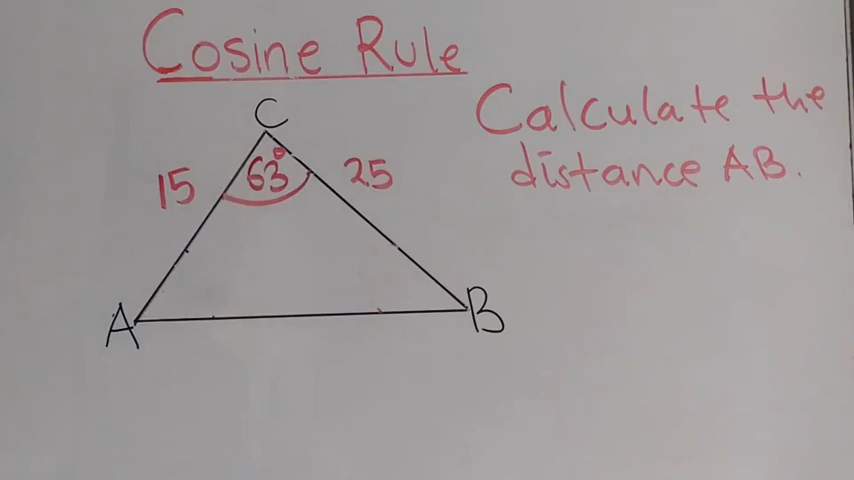 Cosine Rule
Calculate the
distance AB.
C
15
63°
25
A
B